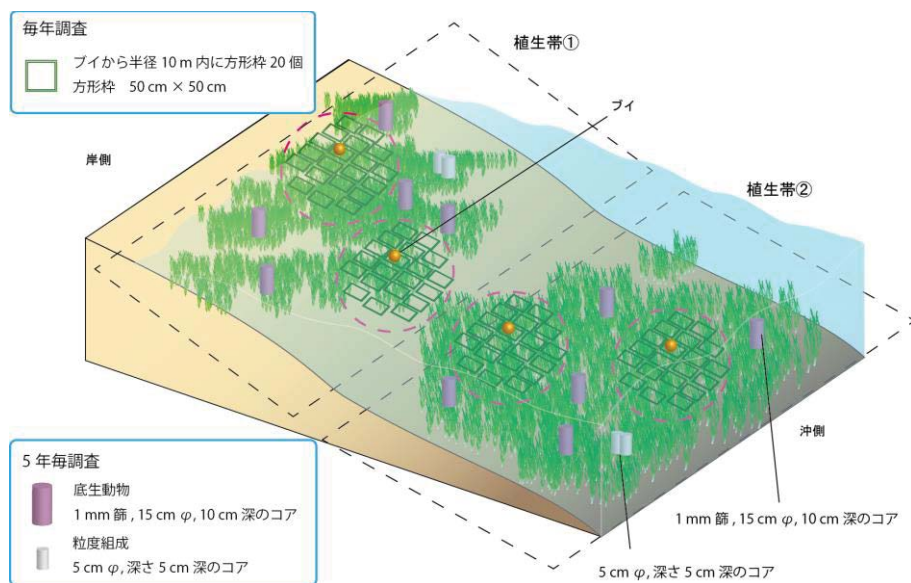 毎年調査
ブイから半径 10 m 内に方形枠 20 個
方形枠 50 cm × 50 cm
植生帯①
ブイ
岸側
植生帯②
沖側
5 年毎調査
底生動物
1 mm 篩 , 15 cm φ, 10 cm 深のコア
粒度組成
5 cm φ, 深さ 5 cm 深のコア
1 mm 篩 , 15 cm φ, 10 cm 深のコア
5 cm φ, 深さ 5 cm 深のコア